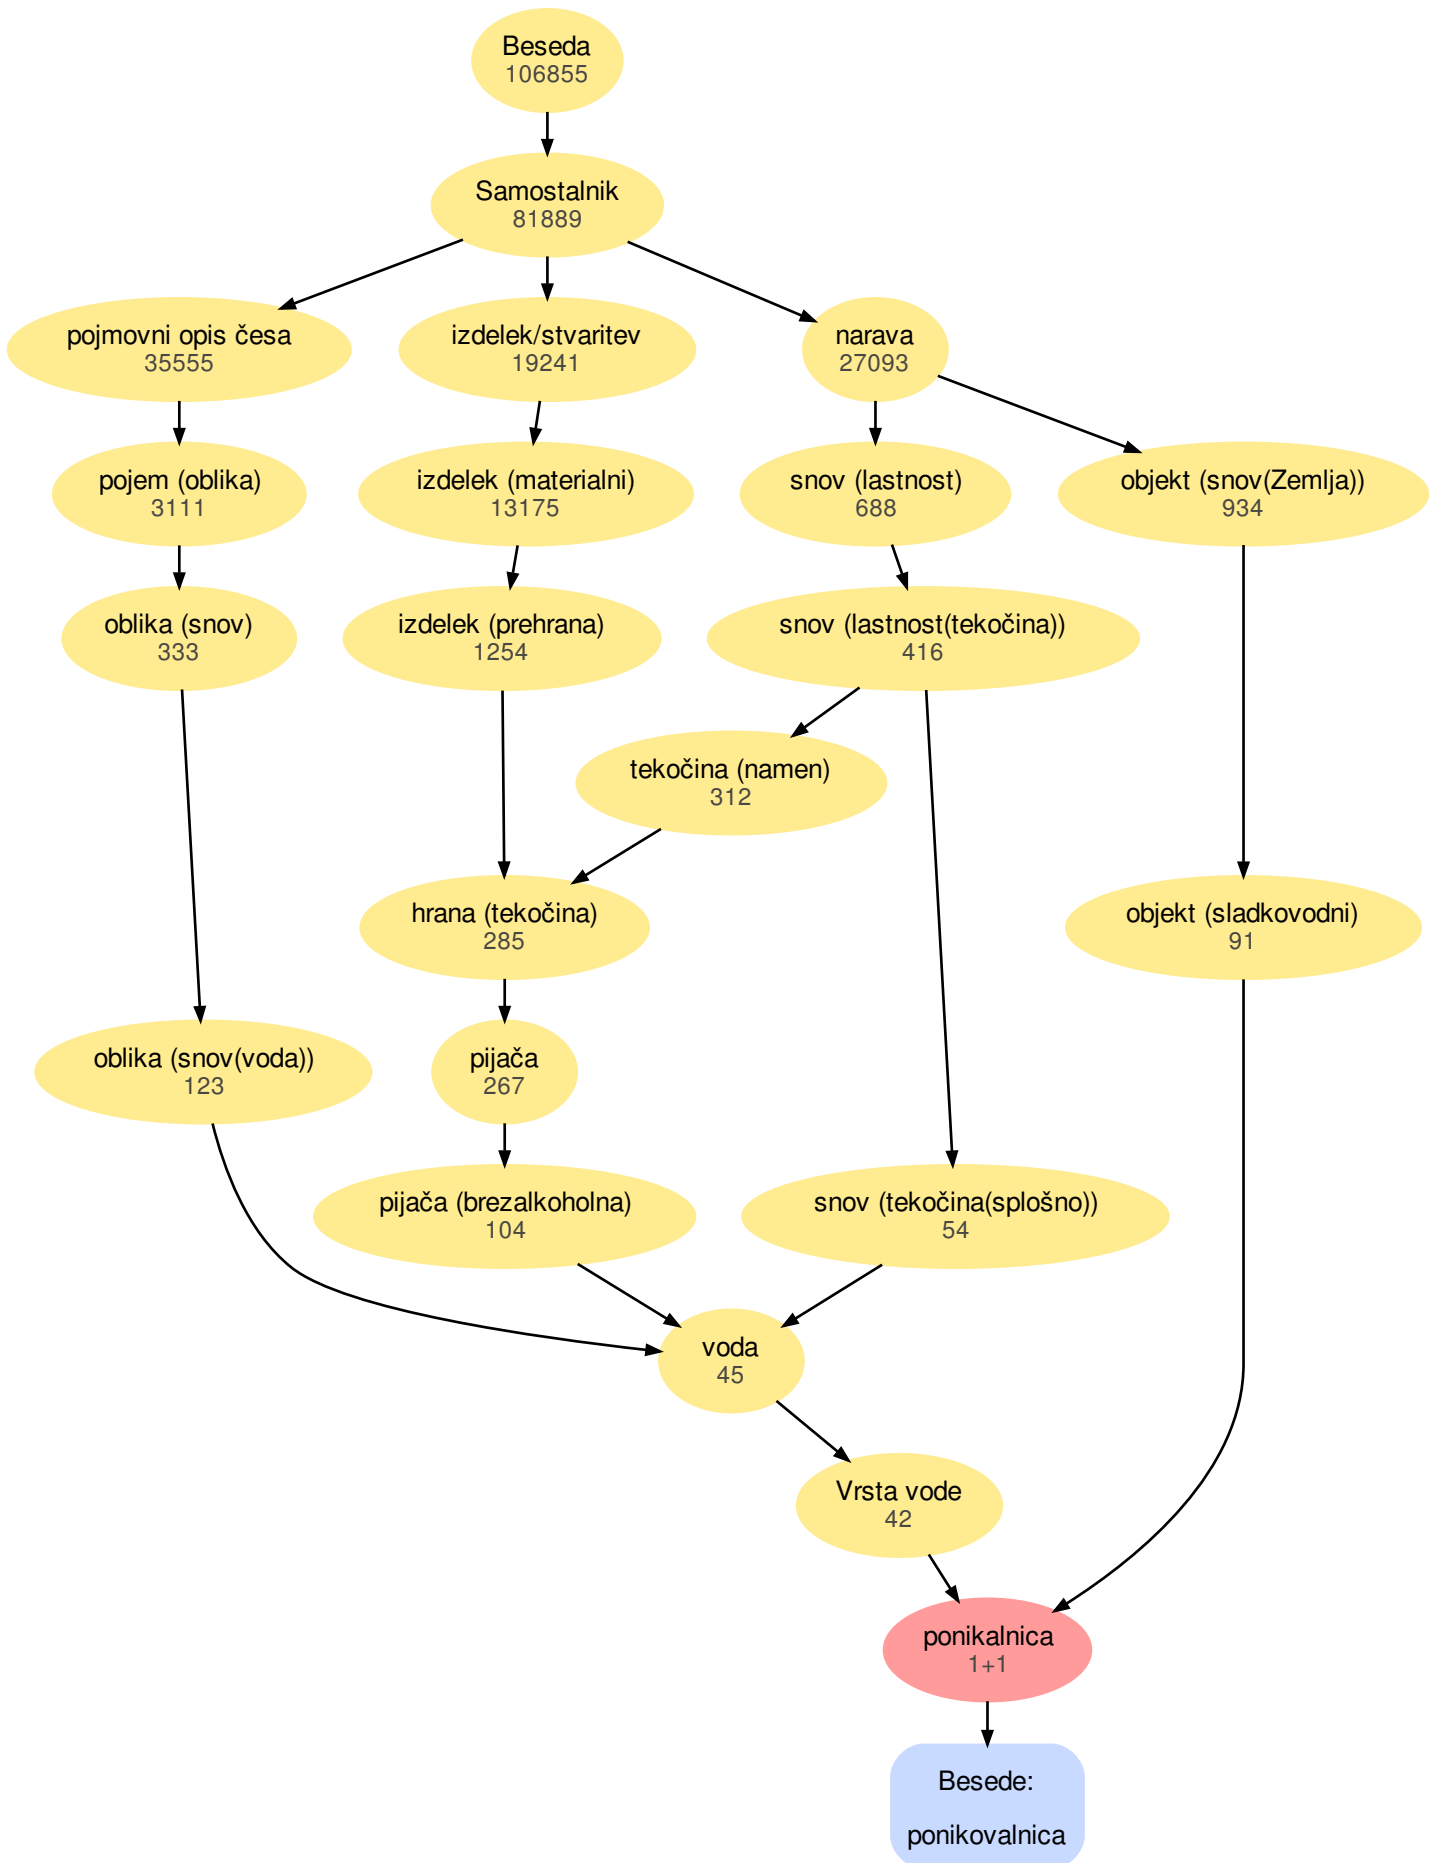 Beseda
106855
Samostalnik
81889
pojmovni opis česa
35555
izdelek/stvaritev
19241
narava
27093
pojem (oblika)
3111
izdelek (materialni)
13175
snov (lastnost)
688
objekt (snov(Zemlja))
934
oblika (snov)
333
izdelek (prehrana)
1254
snov (lastnost(tekočina))
416
tekočina (namen)
312
hrana (tekočina)
285
objekt (sladkovodni)
91
oblika (snov(voda))
123
pijača
267
pijača (brezalkoholna)
104
snov (tekočina(splošno))
54
voda
45
Vrsta vode
42
ponikalnica
1+1
Besede:
ponikovalnica